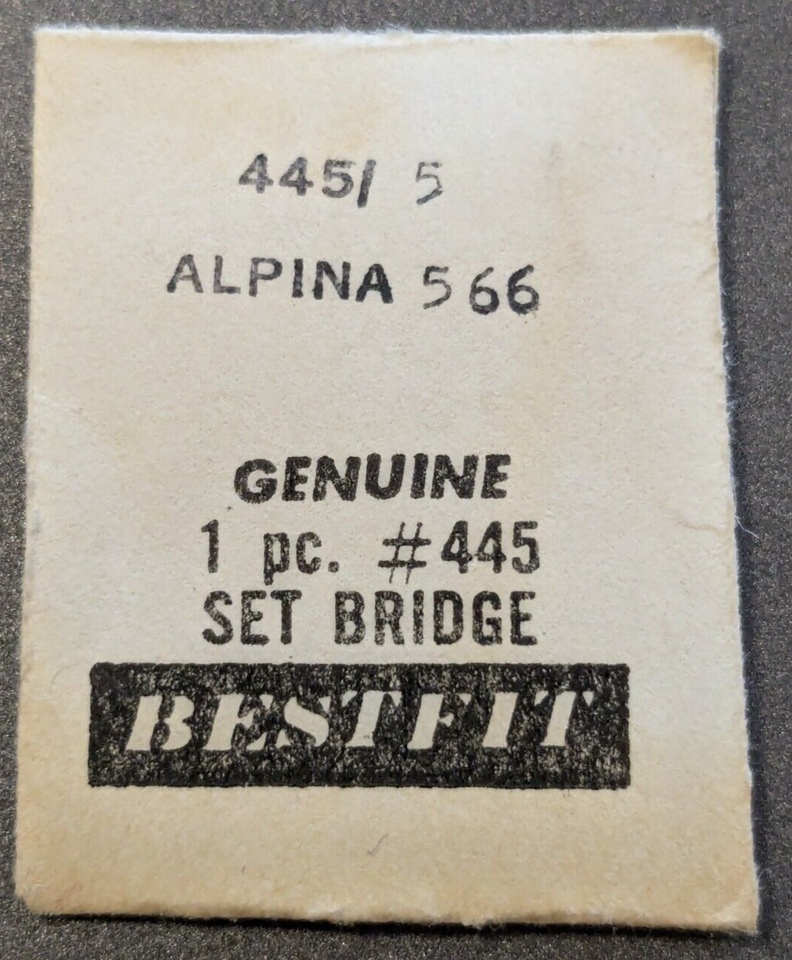 445/ 5
ALPINA 566
GENUINE
1 pc. #445
SET BRIDGE
BESTFIT